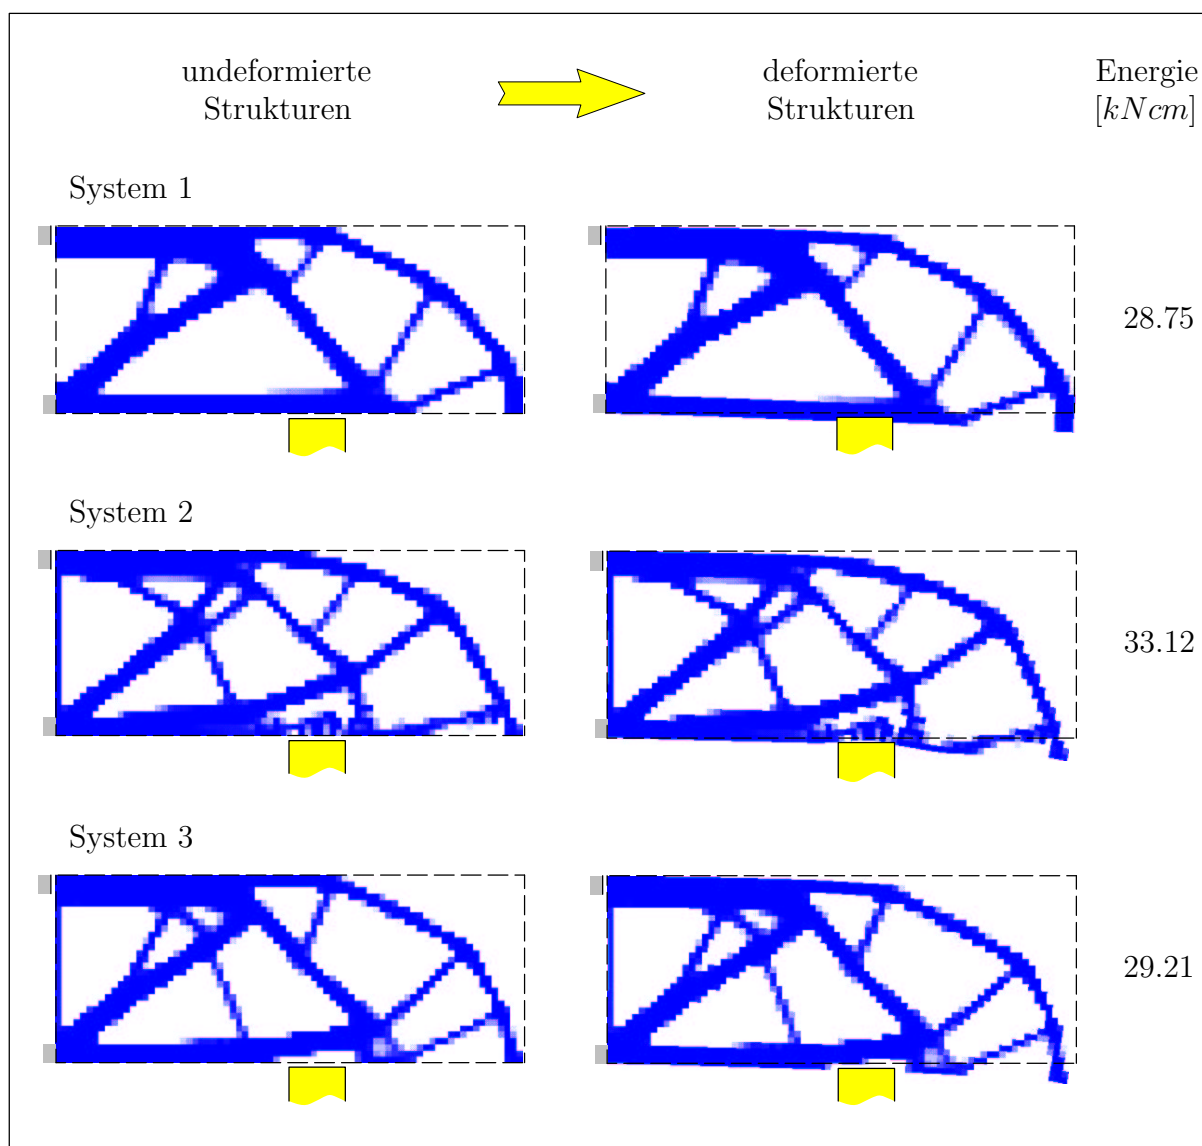 undeformierte
Strukturen
deformierte
Strukturen
Energie
[kNcm]
System 1
28.75
System 2
33.12
System 3
29.21